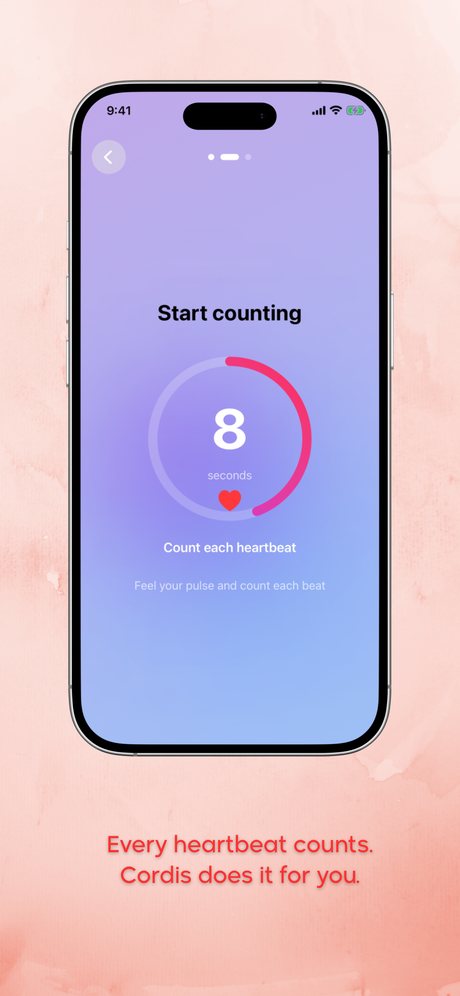 9:41
Start counting
8
seconds
Count each heartbeat
Feel your pulse and count each beat
Every heartbeat counts.
Cordis does it for you.